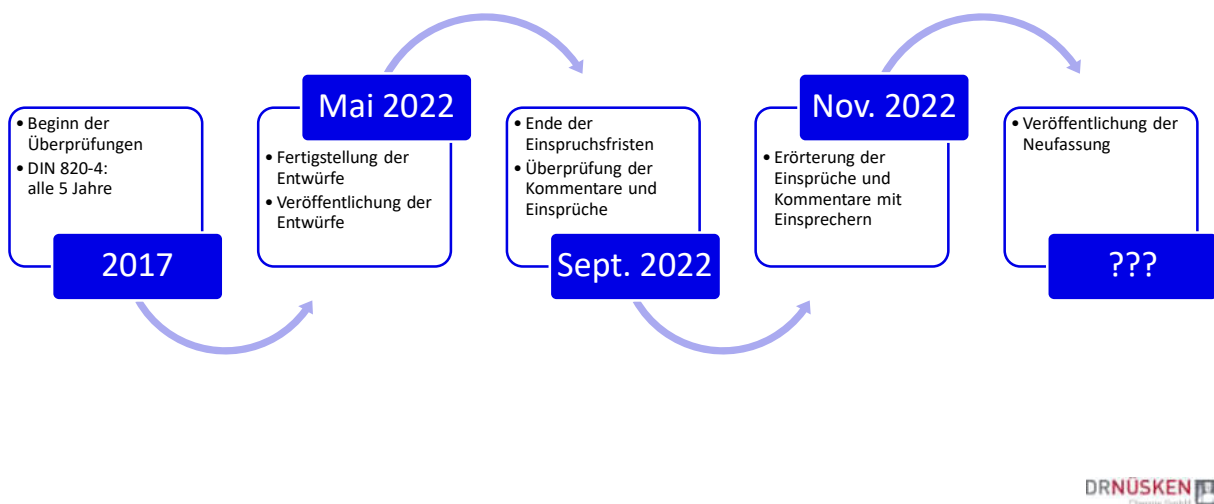 • Beginn der
Überprüfungen
• DIN 820-4:
alle 5 Jahre
2017
Mai 2022
• Fertigstellung der
Entwürfe
• Veröffentlichung der
Entwürfe
• Ende der
Einspruchsfristen
• Überprüfung der
Kommentare und
Einsprüche
Sept. 2022
Nov. 2022
• Erörterung der
Einsprüche und
Kommentare mit
Einsprechern
• Veröffentlichung der
Neufassung
???
DRNÜSKEN